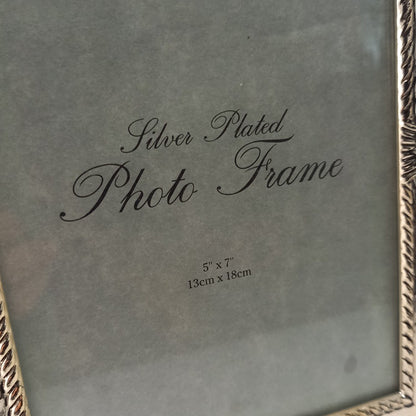 Silver Plated
Photo Frame
5" x 7"
13cm x 18cm